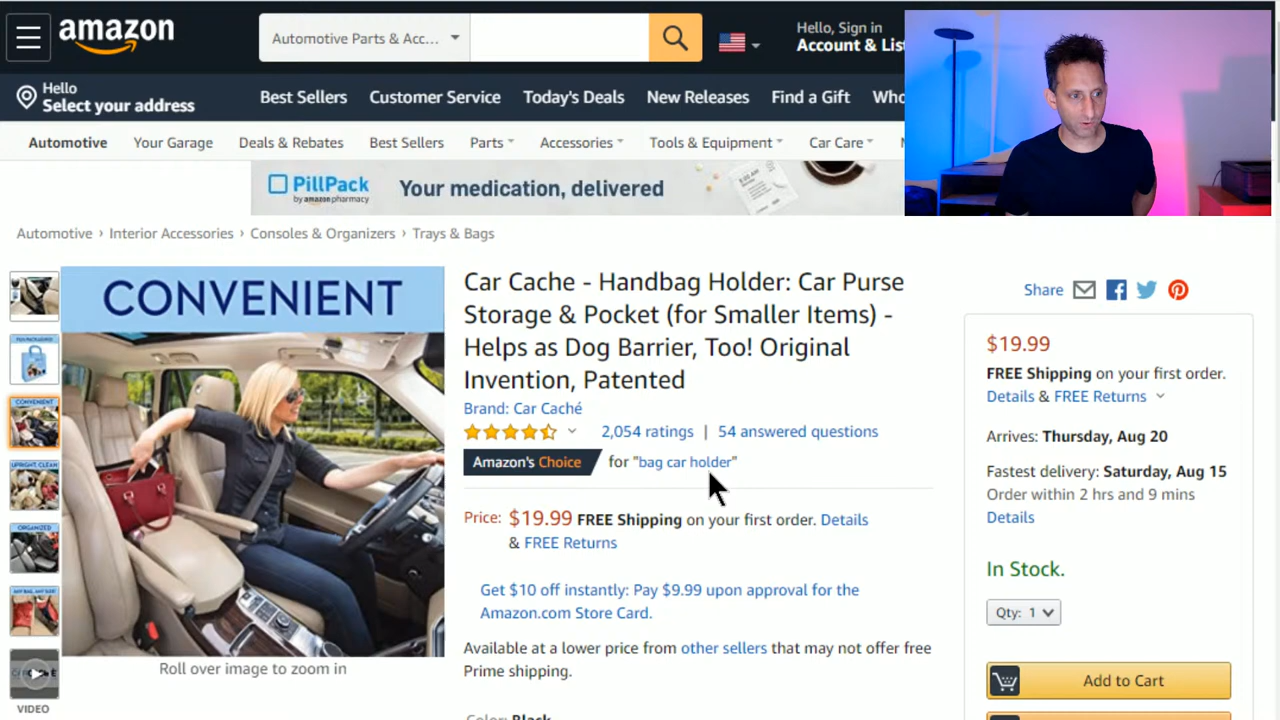 amazon
Automotive Parts & Acc...
Hello, Sign in
Account & Lis
Hello
Select your address
Best Sellers
Customer Service
Today's Deals
New Releases
Find a Gift
Who
Automotive
Your Garage
Deals & Rebates
Best Sellers
Parts
Accessories
Tools & Equipment
Car Care
PillPack
by amazon pharmacy
Your medication, delivered
Automotive › Interior Accessories › Consoles & Organizers › Trays & Bags
CONVENIENT
Roll over image to zoom in
VIDEO
Car Cache - Handbag Holder: Car Purse
Storage & Pocket (for Smaller Items) -
Helps as Dog Barrier, Too! Original
Invention, Patented
Brand: Car Caché
2,054 ratings | 54 answered questions
Amazon's Choice for "bag car holder"
Price: $19.99 FREE Shipping on your first order. Details
& FREE Returns
Get $10 off instantly: Pay $9.99 upon approval for the
Amazon.com Store Card.
Available at a lower price from other sellers that may not offer free
Prime shipping.
Color: Black
Share
$19.99
FREE Shipping on your first order.
Details & FREE Returns
Arrives: Thursday, Aug 20
Fastest delivery: Saturday, Aug 15
Order within 2 hrs and 9 mins
Details
In Stock.
Qty: 1
Add to Cart